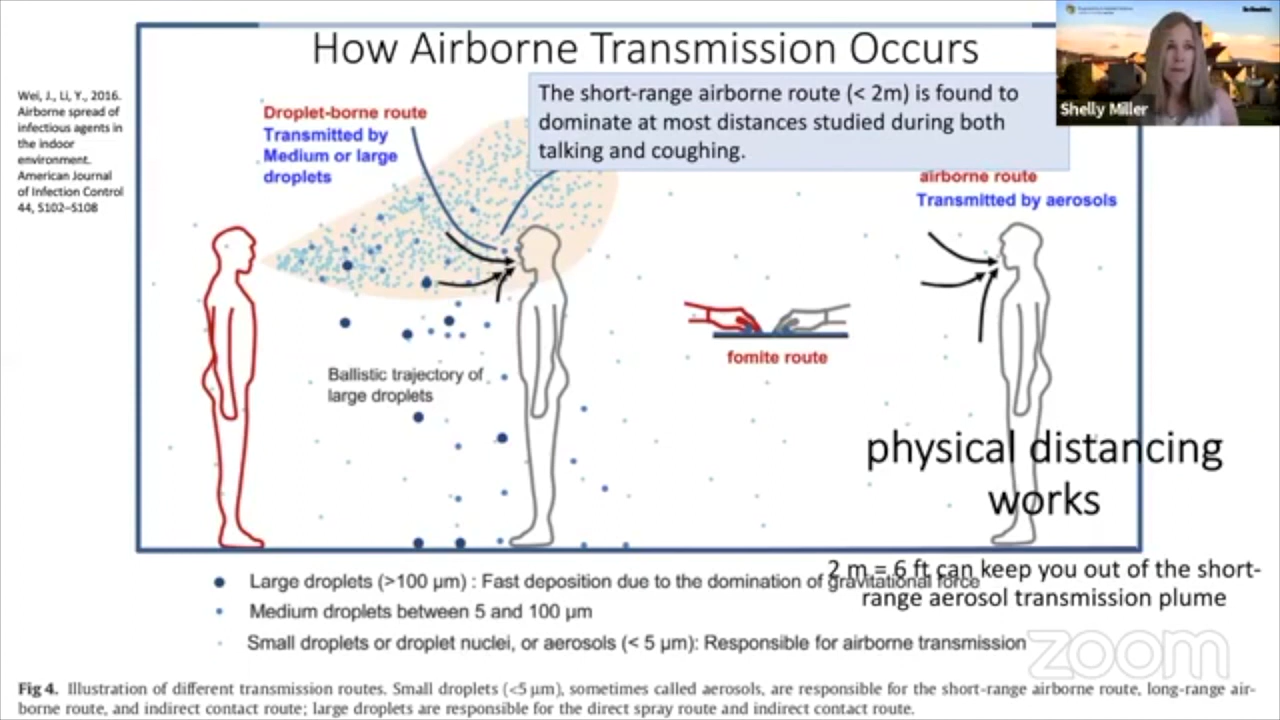 How Airborne Transmission Occurs
Shelly Miller
Wei, J., Li, Y., 2016.
Airborne spread of
infectious agents in
the indoor
environment.
American Journal
of Infection Control
44, S102–S108
Droplet-borne route
Transmitted by
Medium or large
droplets
The short-range airborne route (< 2m) is found to
dominate at most distances studied during both
talking and coughing.
airborne route
Transmitted by aerosols
fomite route
Ballistic trajectory of
large droplets
physical distancing
works
2 m = 6 ft can keep you out of the short-
range aerosol transmission plume
Large droplets (>100 µm) : Fast deposition due to the domination of gravitational force
Medium droplets between 5 and 100 µm
Small droplets or droplet nuclei, or aerosols (< 5 µm): Responsible for airborne transmission
zoom
Fig 4. Illustration of different transmission routes. Small droplets (<5 µm), sometimes called aerosols, are responsible for the short-range airborne route, long-range air-
borne route, and indirect contact route; large droplets are responsible for the direct spray route and indirect contact route.